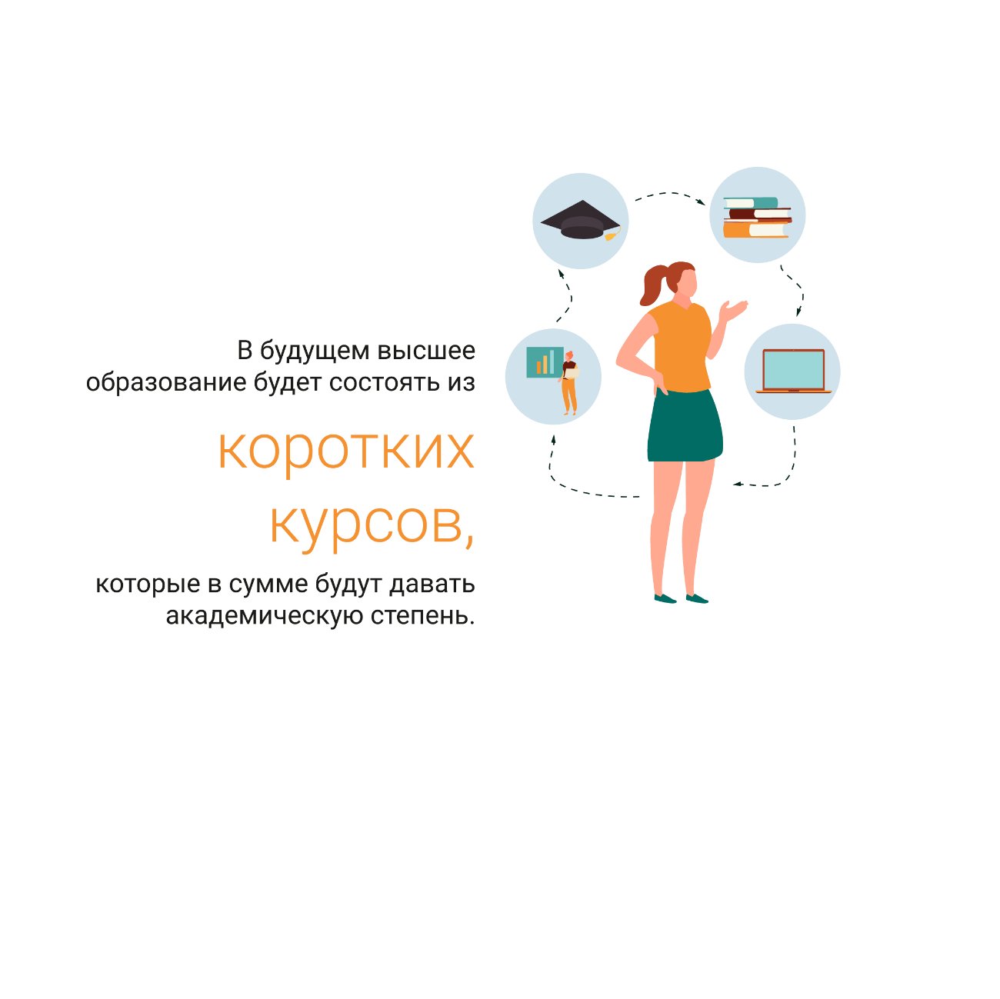 В будущем высшее
образование будет состоять из
коротких
курсов,
которые в сумме будут давать
академическую степень.